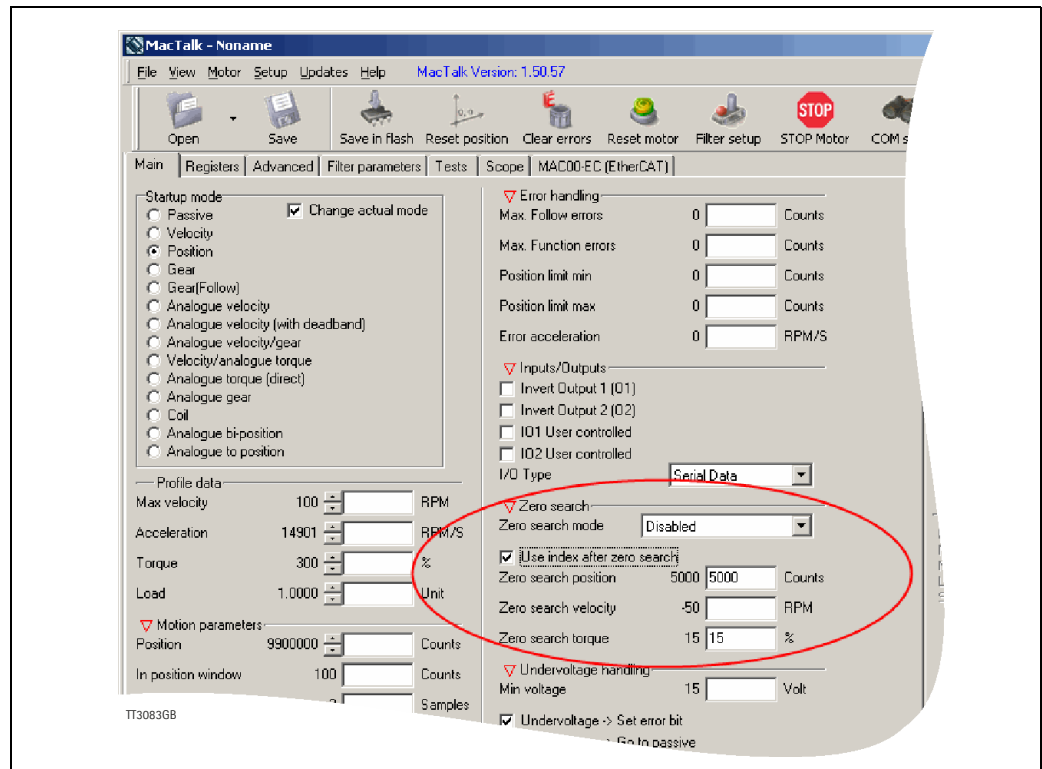 MacTalk - Noname
File View Motor Setup Updates Help MacTalk Version: 1.50.57
Open Save Save in flash Reset position Clear errors Reset motor Filter setup STOP Motor COM s
STOP
Main Registers Advanced Filter parameters Tests Scope MAC00-EC (EtherCAT)
Startup mode
Change actual mode
Passive
Velocity
Position
Gear
Gear(Follow)
Analogue velocity
Analogue velocity (with deadband)
Analogue velocity/gear
Velocity/analogue torque
Analogue torque (direct)
Analogue gear
Coil
Analogue bi-position
Analogue to position
Profile data
Max velocity 100 RPM
Acceleration 14901 RPM/S
Torque 300 %
Load 1.0000 Unit
Motion parameters
Position 9900000 Counts
In position window 100 Counts
Samples
Error handling
Max. Follow errors 0 Counts
Max. Function errors 0 Counts
Position limit min 0 Counts
Position limit max 0 Counts
Error acceleration 0 RPM/S
Inputs/Outputs
Invert Output 1 (O1)
Invert Output 2 (O2)
IO1 User controlled
IO2 User controlled
I/O Type Serial Data
Zero search
Zero search mode Disabled
Use index after zero search
Zero search position 5000 5000 Counts
Zero search velocity -50 RPM
Zero search torque 15 15 %
Undervoltage handling
Min voltage 15 Volt
Undervoltage -> Set error bit
Go to passive
TT3083GB